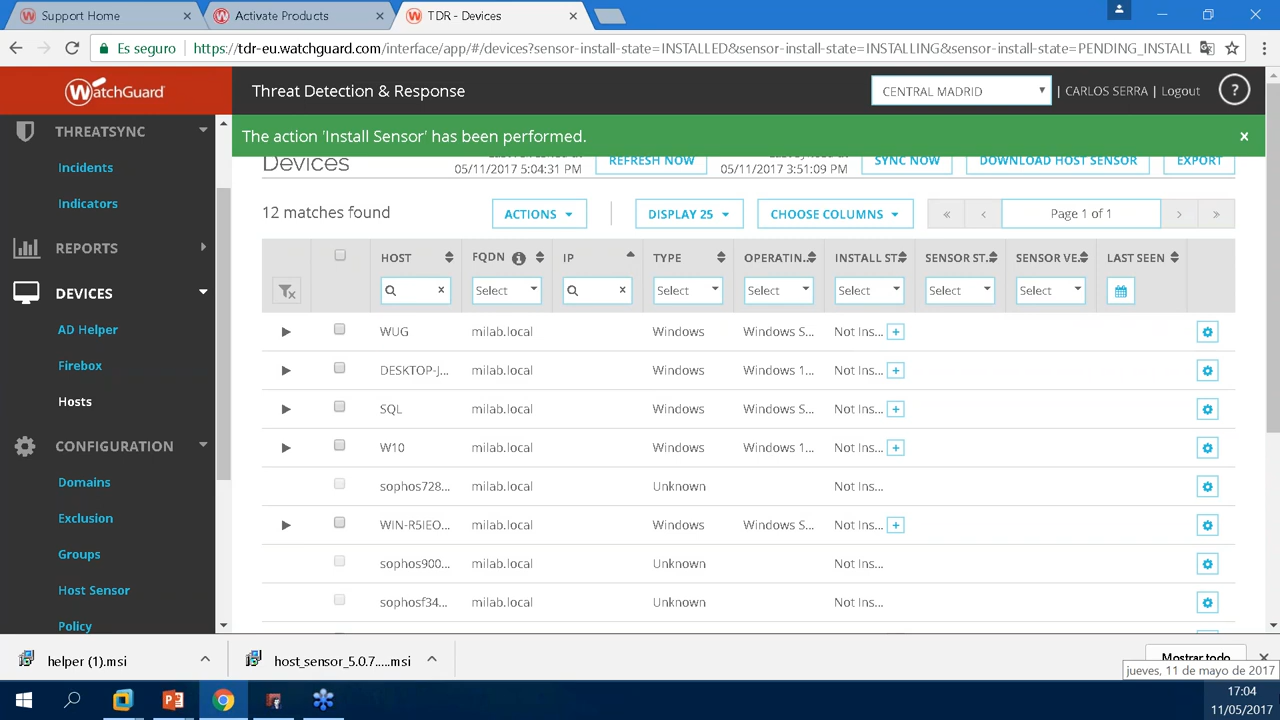 Support Home
Activate Products
TDR - Devices
Es seguro
https://tdr-eu.watchguard.com/interface/app/#/devices?sensor-install-state=INSTALLED&sensor-install-state=INSTALLING&sensor-install-state=PENDING_INSTALL
WatchGuard
Threat Detection & Response
CENTRAL MADRID
| CARLOS SERRA | Logout
?
The action 'Install Sensor' has been performed.
×
Devices
05/11/2017 5:04:31 PM
REFRESH NOW
05/11/2017 3:51:09 PM
SYNC NOW
DOWNLOAD HOST SENSOR
EXPORT
12 matches found
ACTIONS
DISPLAY 25
CHOOSE COLUMNS
«
‹
Page 1 of 1
›
»
HOST
FQDN
IP
TYPE
OPERATIN...
INSTALL ST...
SENSOR ST...
SENSOR VE...
LAST SEEN
Select
Select
Select
Select
Select
Select
WUG milab.local Windows Windows S... Not Ins... +
DESKTOP-J... milab.local Windows Windows 1... Not Ins... +
SQL milab.local Windows Windows S... Not Ins... +
W10 milab.local Windows Windows 1... Not Ins... +
sophos728... milab.local Unknown Not Ins...
WIN-R5IEO... milab.local Windows Windows S... Not Ins... +
sophos900... milab.local Unknown Not Ins...
sophosf34... milab.local Unknown Not Ins...
THREATSYNC
Incidents
Indicators
REPORTS
DEVICES
AD Helper
Firebox
Hosts
CONFIGURATION
Domains
Exclusion
Groups
Host Sensor
Policy
helper (1).msi
host_sensor_5.0.7.....msi
Mostrar todo
jueves, 11 de mayo de 2017
17:04
11/05/2017